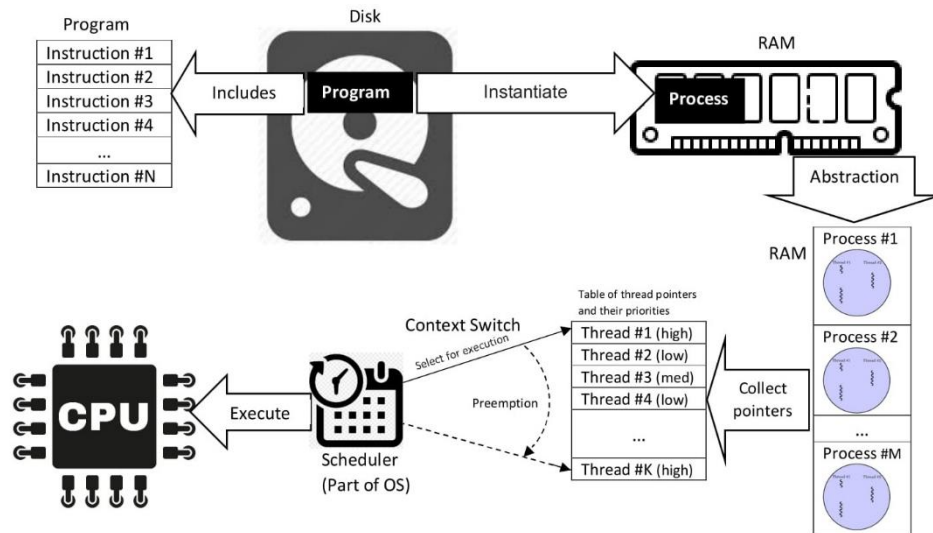 Program
Instruction #1
Instruction #2
Instruction #3
Instruction #4
...
Instruction #N
Includes
Disk
Program
Instantiate
RAM
Process
Abstraction
RAM
Process #1
Process #2
...
Process #M
Collect
pointers
Table of thread pointers
and their priorities
Thread #1 (high)
Thread #2 (low)
Thread #3 (med)
Thread #4 (low)
...
Thread #K (high)
Context Switch
Select for execution
Preemption
Scheduler
(Part of OS)
Execute
CPU